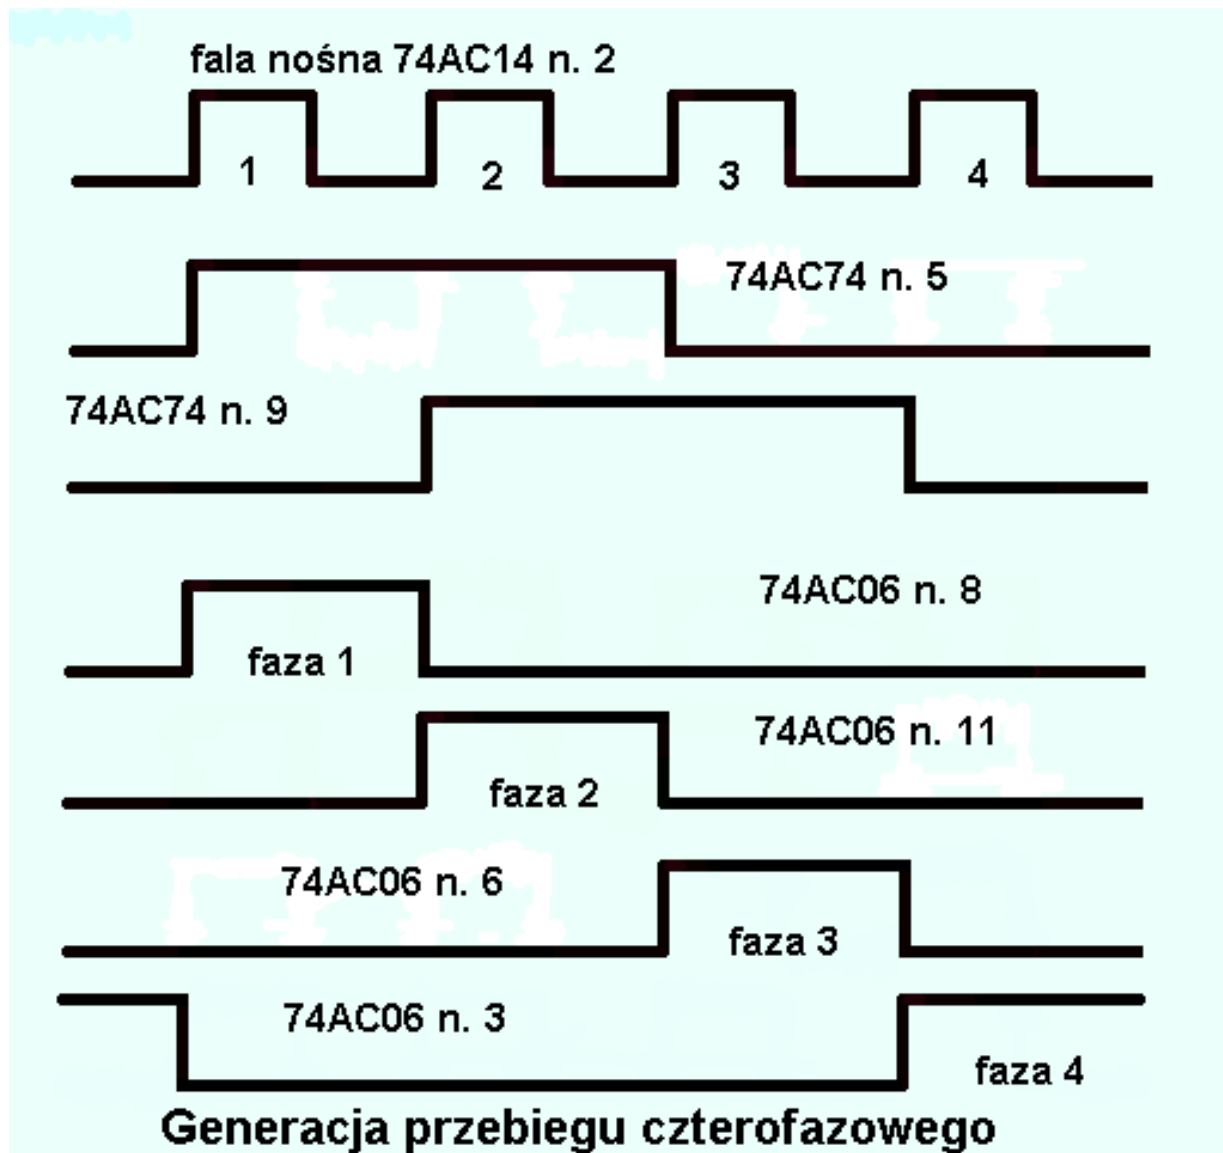 fala nośna 74AC14 n. 2
1 2 3 4
74AC74 n. 5
74AC74 n. 9
74AC06 n. 8
faza 1
74AC06 n. 11
faza 2
74AC06 n. 6
faza 3
74AC06 n. 3
faza 4
Generacja przebiegu czterofazowego